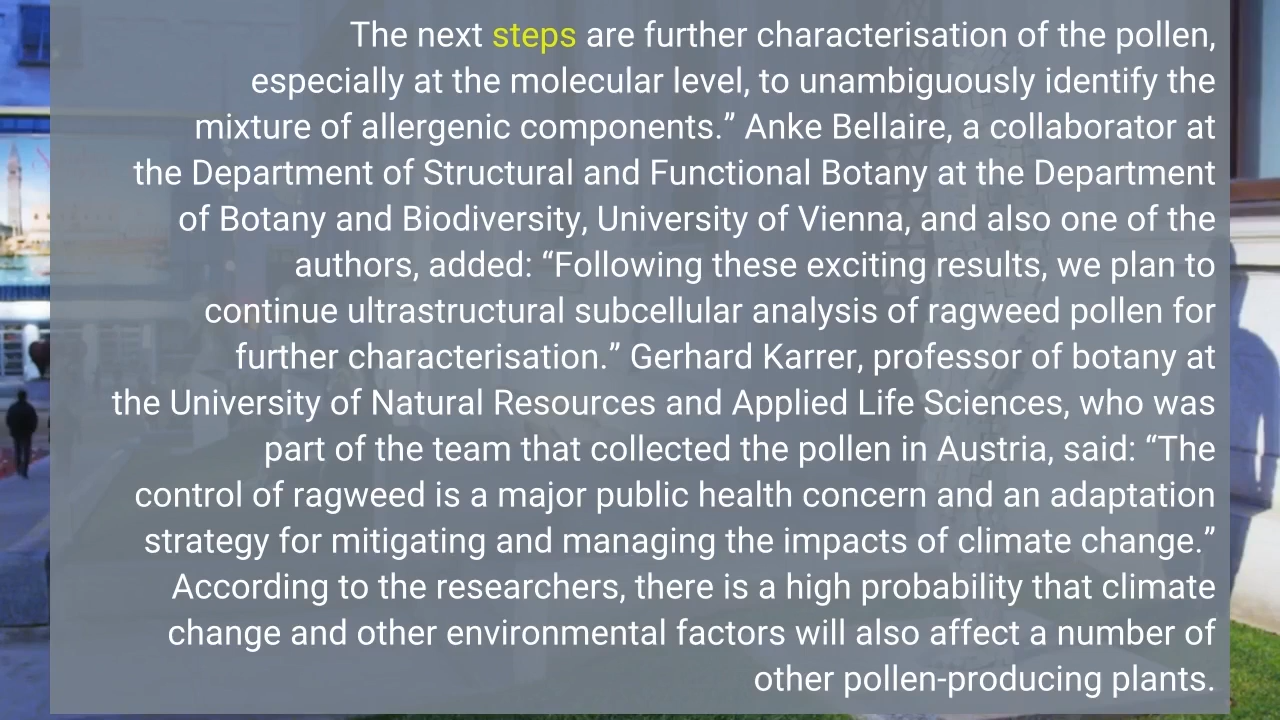 The next steps are further characterisation of the pollen,
especially at the molecular level, to unambiguously identify the
mixture of allergenic components.” Anke Bellaire, a collaborator at
the Department of Structural and Functional Botany at the Department
of Botany and Biodiversity, University of Vienna, and also one of the
authors, added: “Following these exciting results, we plan to
continue ultrastructural subcellular analysis of ragweed pollen for
further characterisation.” Gerhard Karrer, professor of botany at
the University of Natural Resources and Applied Life Sciences, who was
part of the team that collected the pollen in Austria, said: “The
control of ragweed is a major public health concern and an adaptation
strategy for mitigating and managing the impacts of climate change.”
According to the researchers, there is a high probability that climate
change and other environmental factors will also affect a number of
other pollen-producing plants.